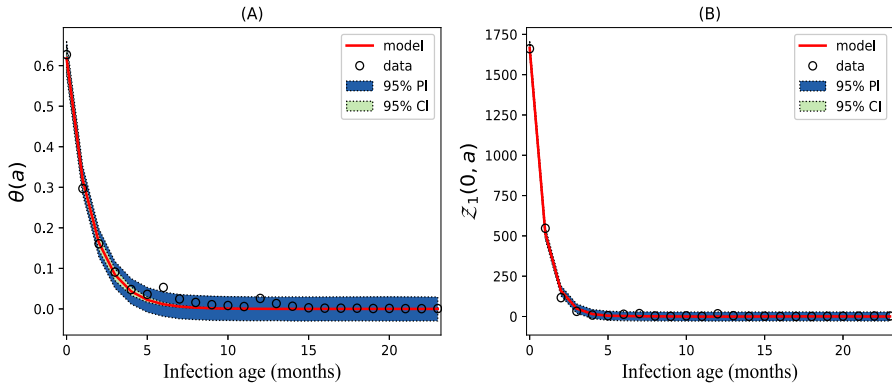 (A)
θ(a)
0.6
0.5
0.4
0.3
0.2
0.1
0.0
0
5
10
15
20
Infection age (months)
model
data
95% PI
95% CI
(B)
𝒵₁(0, a)
1750
1500
1250
1000
750
500
250
0
0
5
10
15
20
Infection age (months)
model
data
95% PI
95% CI